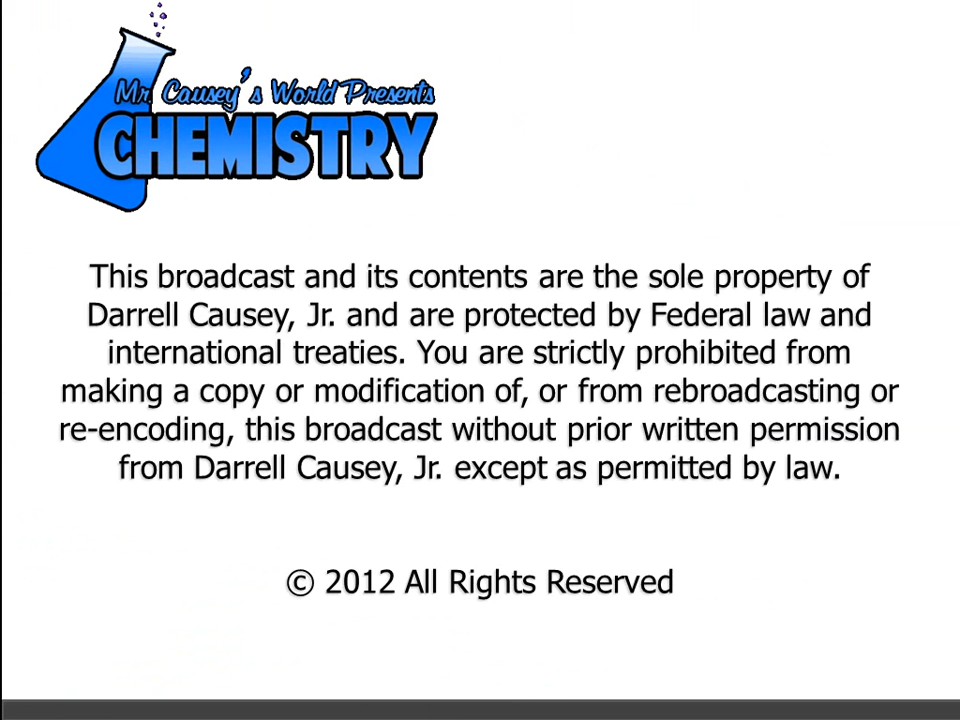 Mr. Causey's World Presents
CHEMISTRY
This broadcast and its contents are the sole property of
Darrell Causey, Jr. and are protected by Federal law and
international treaties. You are strictly prohibited from
making a copy or modification of, or from rebroadcasting or
re-encoding, this broadcast without prior written permission
from Darrell Causey, Jr. except as permitted by law.
© 2012 All Rights Reserved